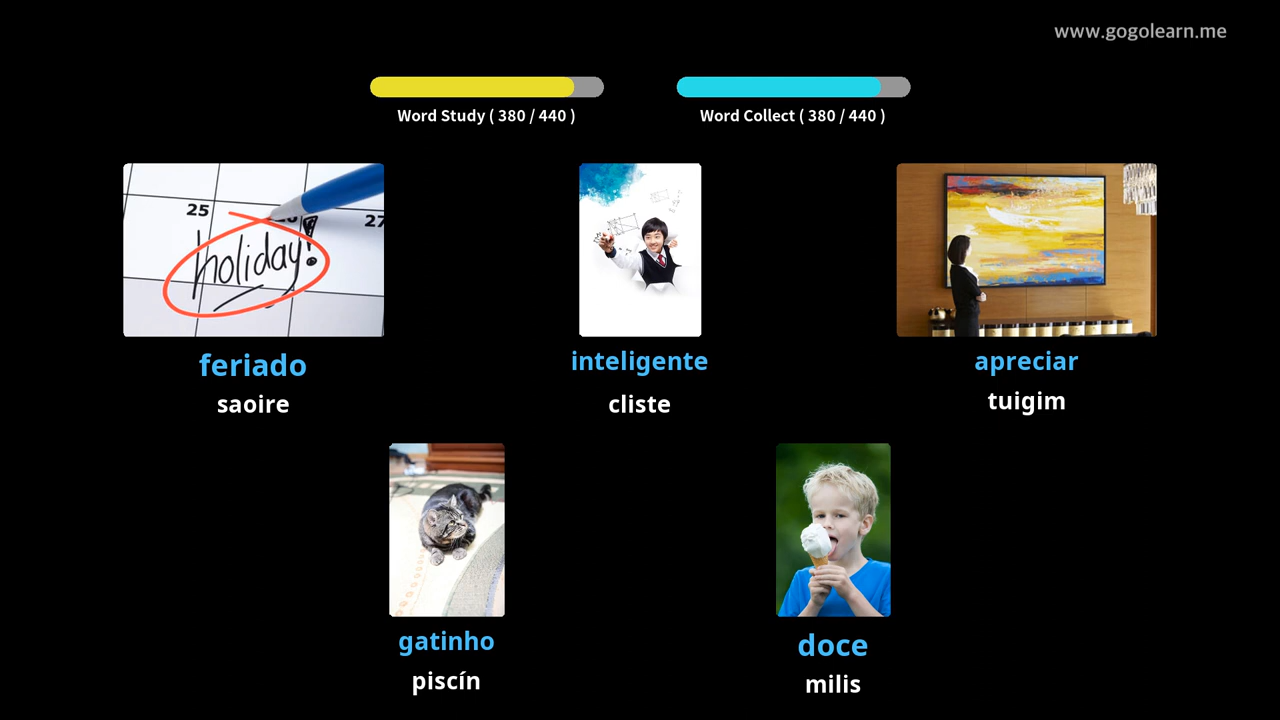 www.gogolearn.me
Word Study ( 380 / 440 )
Word Collect ( 380 / 440 )
25
27
holiday!
feriado
saoire
inteligente
cliste
apreciar
tuigim
gatinho
piscín
doce
milis